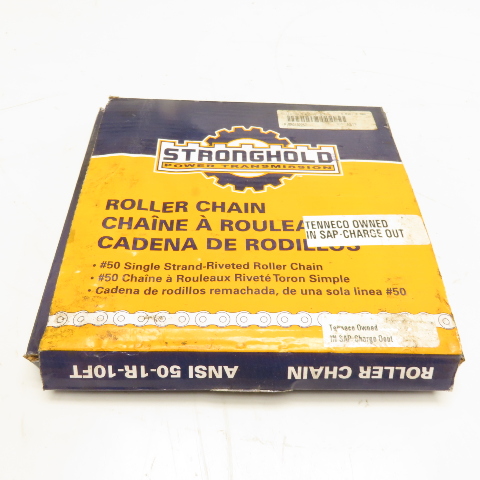 STRONGHOLD
POWER TRANSMISSION
ROLLER CHAIN
CHAÎNE À ROULEA
CADENA DE RODILLOS
TENNECO OWNED
IN SAP-CHARGE OUT
• #50 Single Strand-Riveted Roller Chain
• #50 Chaîne à Rouleaux Riveté Toron Simple
• Cadena de rodillos remachada, de una sola linea #50
Tenneco Owned
IN SAP-Charge Oout
ROLLER CHAIN ANSI 50-1R-10FT